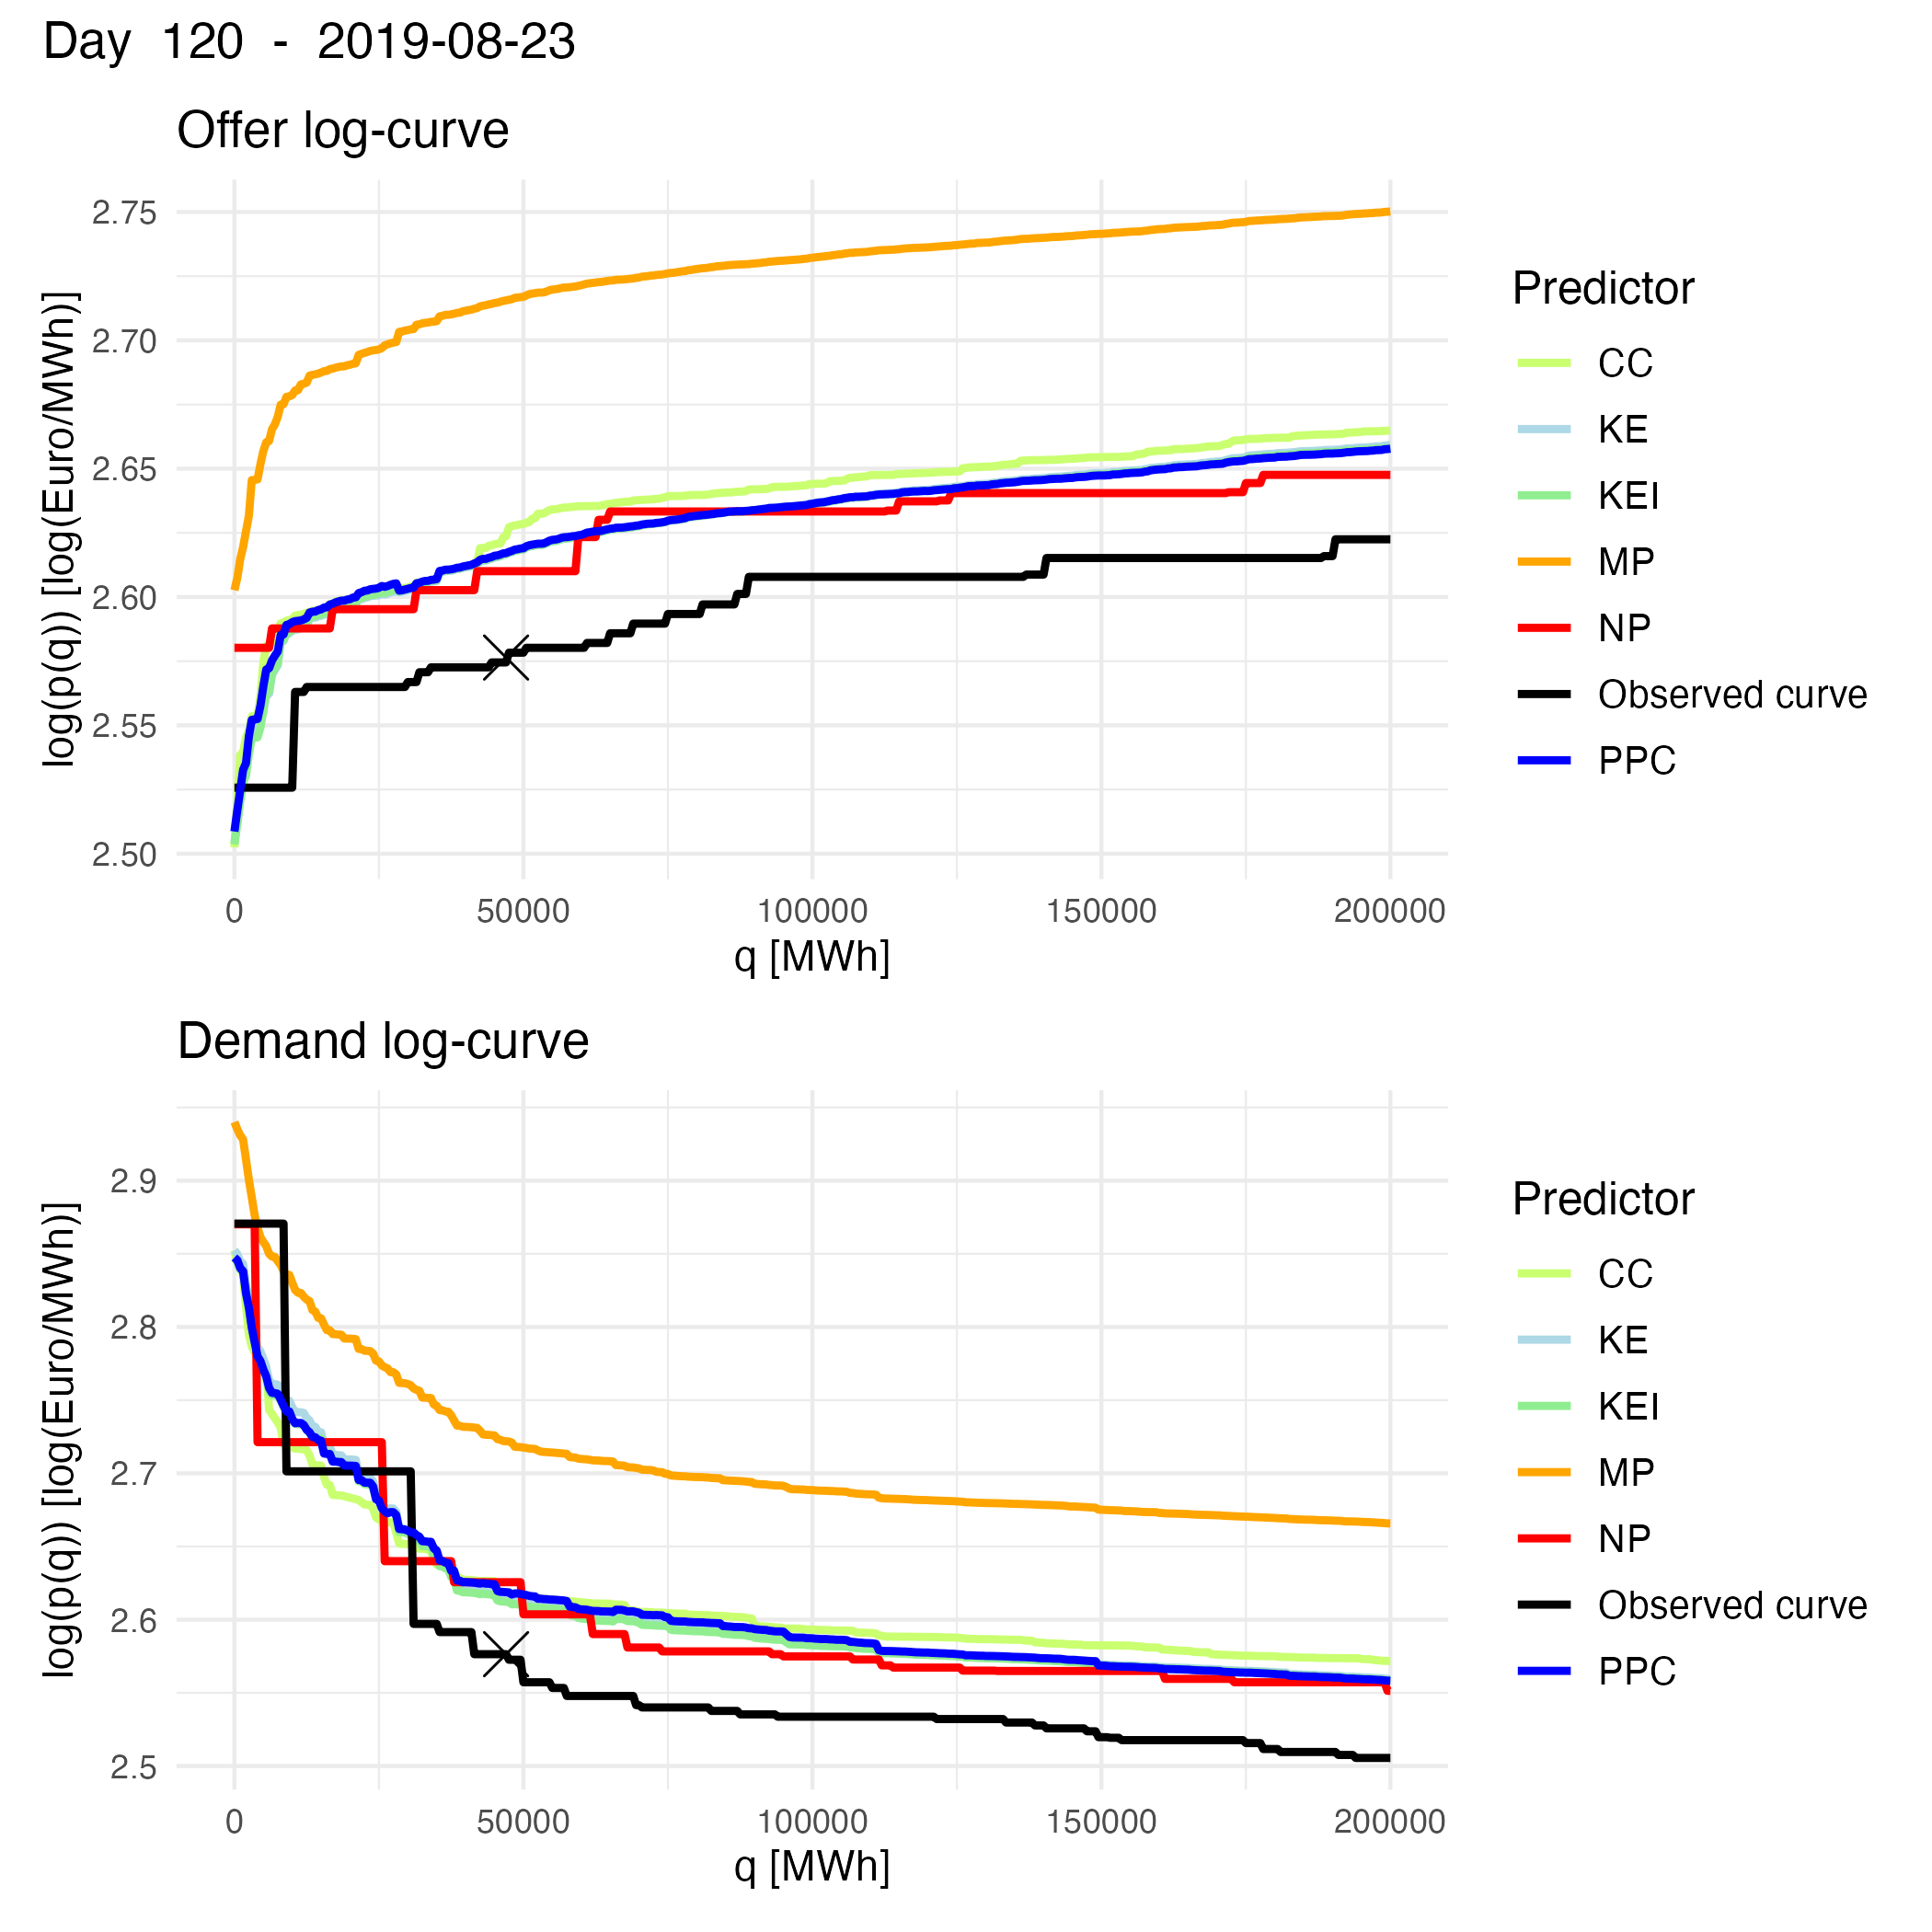 Day 120 - 2019-08-23
Offer log-curve
log(p(q)) [log(Euro/MWh)]
2.75
2.70
2.65
2.60
2.55
2.50
0 50000 100000 150000 200000
q [MWh]
Predictor
CC
KE
KEI
MP
NP
Observed curve
PPC
Demand log-curve
log(p(q)) [log(Euro/MWh)]
2.9
2.8
2.7
2.6
2.5
0 50000 100000 150000 200000
q [MWh]
Predictor
CC
KE
KEI
MP
NP
Observed curve
PPC